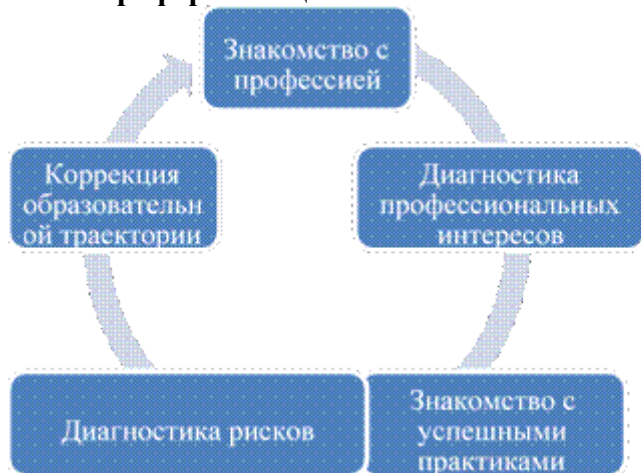 Знакомство с
профессией
Диагностика
профессиональных
интересов
Знакомство с
успешными
практиками
Диагностика рисков
Коррекция
образовательн
ой траектории